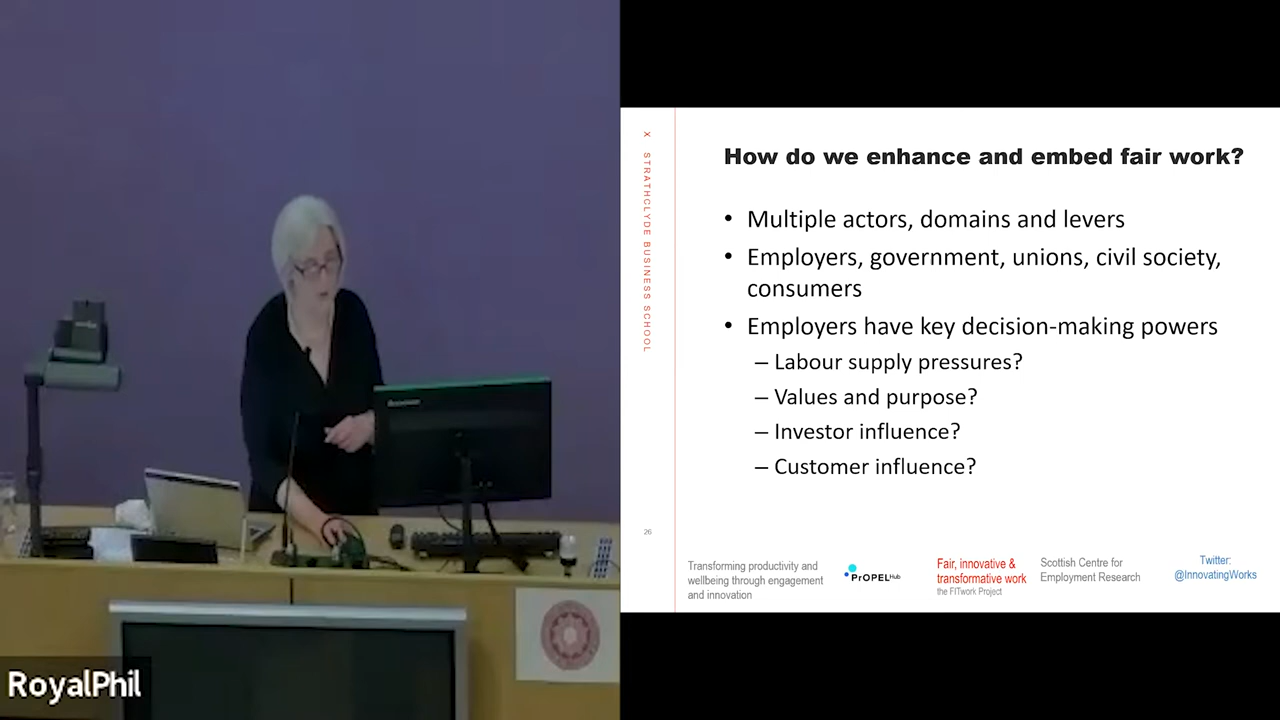 RoyalPhil
X STRATHCLYDE BUSINESS SCHOOL
How do we enhance and embed fair work?
• Multiple actors, domains and levers
• Employers, government, unions, civil society,
consumers
• Employers have key decision-making powers
– Labour supply pressures?
– Values and purpose?
– Investor influence?
– Customer influence?
26
Transforming productivity and
wellbeing through engagement
and innovation
PrOPEL Hub
Fair, innovative &
transformative work
the FITwork Project
Scottish Centre for
Employment Research
Twitter:
@InnovatingWorks